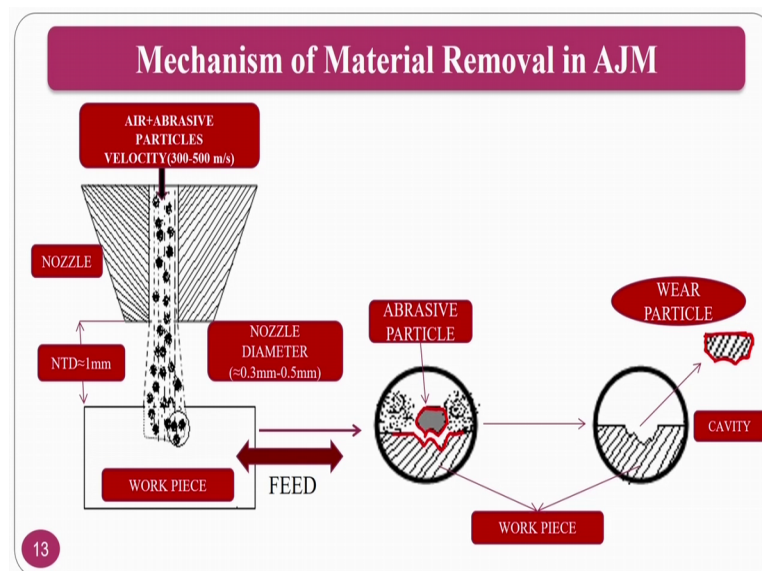 Mechanism of Material Removal in AJM
AIR+ABRASIVE
PARTICLES
VELOCITY(300-500 m/s)
NOZZLE
NTD≈1mm
NOZZLE
DIAMETER
(≈0.3mm-0.5mm)
ABRASIVE
PARTICLE
WEAR
PARTICLE
CAVITY
WORK PIECE
FEED
WORK PIECE
13